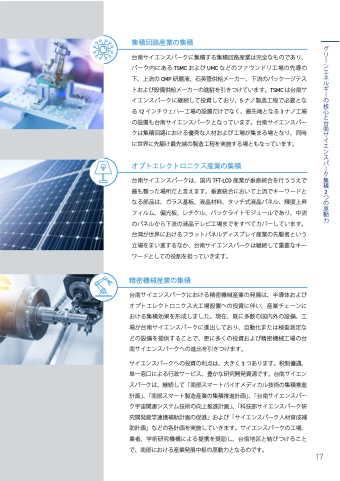 集積回路産業の集積
台南サイエンスパークに集積する集積回路産業は完全なものであり、
パーク内にある TSMC および UMC などのファウンドリ工場の先導の
下、上流の CMP 研磨液、石英管供給メーカー、下流のパッケージテス
トおよび設備供給メーカーの進駐を引きつけています。TSMC は台南サ
イエンスパークに継続して投資しており、5 ナノ製造工程で必要とな
る 12 インチウェハー工場の設置だけでなく、最先端となる 3 ナノ工場
の設置も台南サイエンスパークとなっています。台南サイエンスパー
クは集積回路における優秀な人材および工場が集まる場となり、同時
に世界に先駆け最先端の製造工程を実施する場ともなっています。
オプトエレクトロニクス産業の集積
台南サイエンスパークは、国内 TFT-LCD 産業が垂直統合を行ううえで
最も整った場所だと言えます。垂直統合において上流でキーワードと
なる部品は、ガラス基板、液晶材料、タッチ式液晶パネル、輝度上昇
フィルム、偏光板、レチクル、バックライトモジュールであり、中流
のパネルから下流の液晶テレビ工場までをすべてカバーしています。
台湾が世界におけるフラットパネルディスプレイ産業の先駆者という
立場をまい進するなか、台南サイエンスパークは継続して重要なキー
ワードとしての役割を担っていきます。
精密機械産業の集積
台南サイエンスパークにおける精密機械産業の発展は、半導体および
オプトエレクトロニクス大工場設置への投資に伴い、産業チェーンに
おける集積効果を形成しました。現在、既に多数の国内外の設備、工
場が台南サイエンスパークに進出しており、自動化または検査測定な
どの設備を提供することで、更に多くの投資および精密機械工場の台
南サイエンスパークへの進出を引きつけます。
サイエンスパークへの投資の利点は、大きく 3 つあります。税制優遇、
単一窓口による行政サービス、豊かな研究開発資源です。台南サイエン
スパークは、継続して「南部スマートバイオメディカル技術の集積推進
計画」、「南部スマート製造産業の集積推進計画」、「台南サイエンスパー
ク宇宙関連システム技術の向上推進計画」、「科技部サイエンスパーク研
究開発産学連携補助計画の促進」および「サイエンスパーク人材育成補
助計画」などの各計画を実施していきます。サイエンスパークの工場、
業者、学術研究機構による提携を奨励し、台南地区と結びつけること
で、南部における産業発展中枢の原動力となるのです。
グリーンエネルギーの核心と台南サイエンスパーク集積 2 つの原動力
17